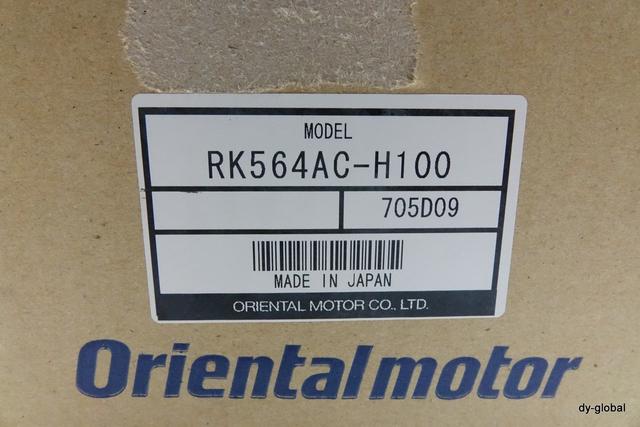 MODEL
RK564AC-H100
705D09
MADE IN JAPAN
ORIENTAL MOTOR CO., LTD.
Orientalmotor
dy-global